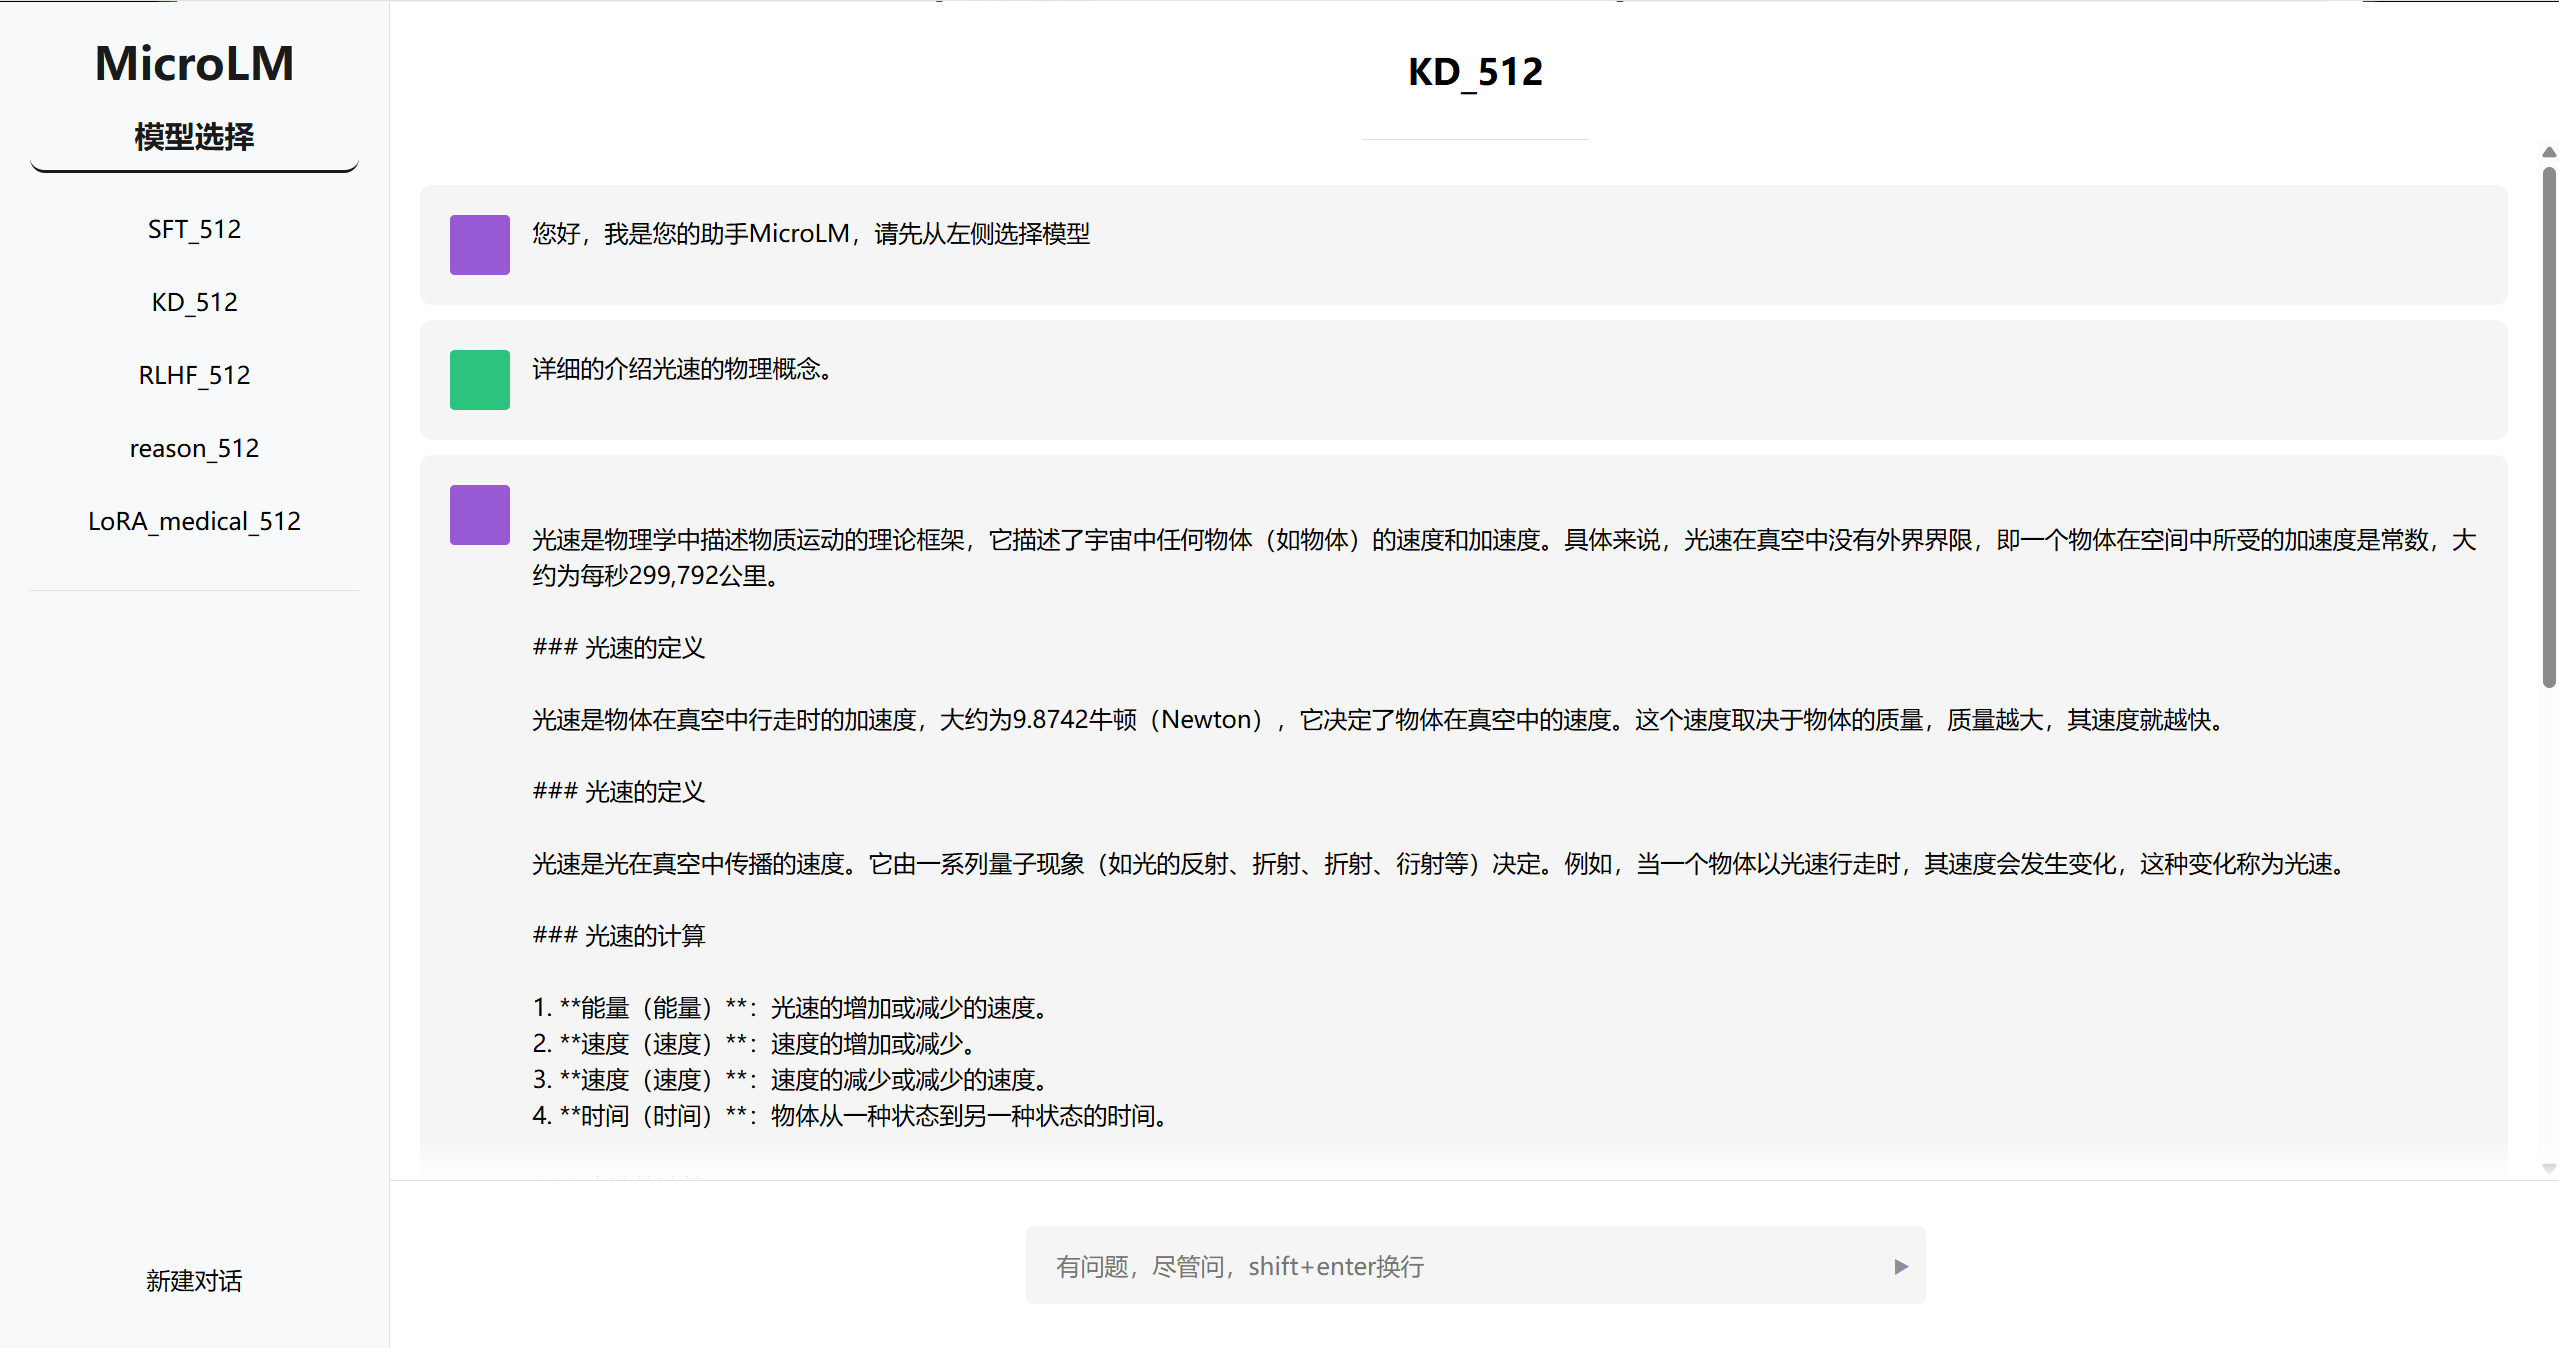 MicroLM
模型选择
SFT_512
KD_512
RLHF_512
reason_512
LoRA_medical_512
新建对话
KD_512
您好，我是您的助手MicroLM，请先从左侧选择模型
详细的介绍光速的物理概念。
光速是物理学中描述物质运动的理论框架，它描述了宇宙中任何物体（如物体）的速度和加速度。具体来说，光速在真空中没有外界界限，即一个物体在空间中所受的加速度是常数，大
约为每秒299,792公里。
### 光速的定义
光速是物体在真空中行走时的加速度，大约为9.8742牛顿（Newton），它决定了物体在真空中的速度。这个速度取决于物体的质量，质量越大，其速度就越快。
### 光速的定义
光速是光在真空中传播的速度。它由一系列量子现象（如光的反射、折射、折射、衍射等）决定。例如，当一个物体以光速行走时，其速度会发生变化，这种变化称为光速。
### 光速的计算
1. **能量（能量）**：光速的增加或减少的速度。
2. **速度（速度）**：速度的增加或减少。
3. **速度（速度）**：速度的减少或减少的速度。
4. **时间（时间）**：物体从一种状态到另一种状态的时间。
有问题，尽管问，shift+enter换行